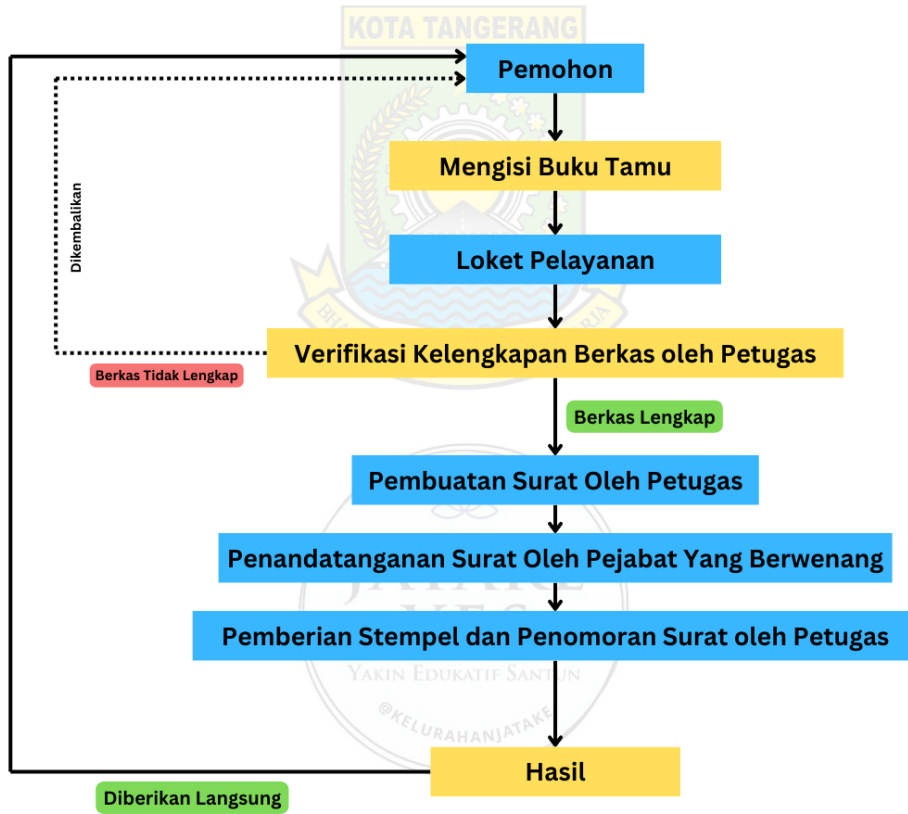 KOTA TANGERANG
Pemohon
Mengisi Buku Tamu
Dikembalikan
Loket Pelayanan
Verifikasi Kelengkapan Berkas oleh Petugas
Berkas Tidak Lengkap
Berkas Lengkap
Pembuatan Surat Oleh Petugas
Penandatanganan Surat Oleh Pejabat Yang Berwenang
JATAKE
Pemberian Stempel dan Penomoran Surat oleh Petugas
YAKIN EDUKATIF SANTUN
@KELURAHANJATAKE
Hasil
Diberikan Langsung